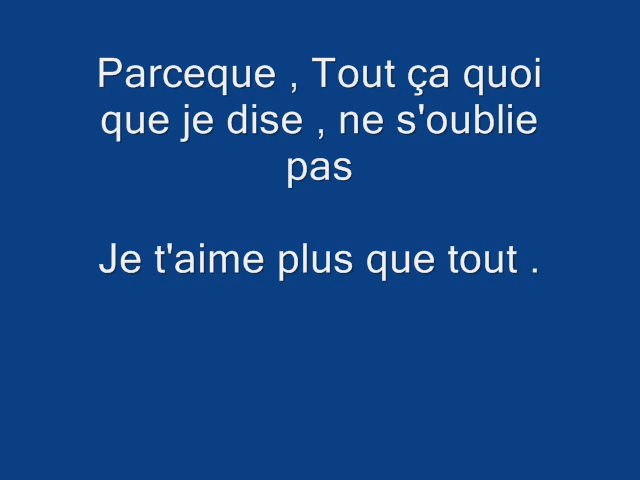 Parceque , Tout ça quoi
que je dise , ne s'oublie
pas
Je t'aime plus que tout .